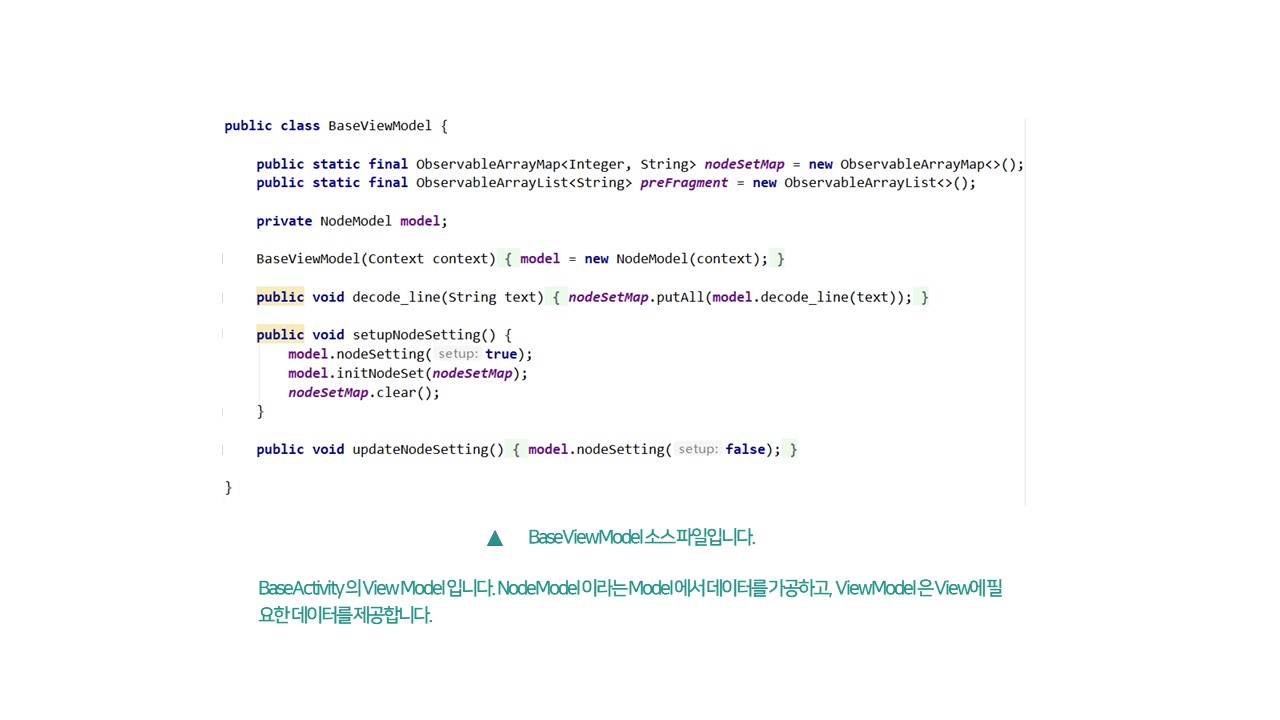 public class BaseViewModel {
public static final ObservableArrayMap<Integer, String> nodeSetMap = new ObservableArrayMap<>();
public static final ObservableArrayList<String> preFragment = new ObservableArrayList<>();
private NodeModel model;
BaseViewModel(Context context) { model = new NodeModel(context); }
public void decode_line(String text) { nodeSetMap.putAll(model.decode_line(text)); }
public void setupNodeSetting() {
model.nodeSetting( setup: true);
model.initNodeSet(nodeSetMap);
nodeSetMap.clear();
}
public void updateNodeSetting() { model.nodeSetting( setup: false); }
}
▲ BaseViewModel 소스 파일입니다.
BaseActivity 의 View Model 입니다. NodeModel 이라는 Model 에서 데이터를 가공하고, ViewModel 은 View에 필
요한 데이터를 제공합니다.